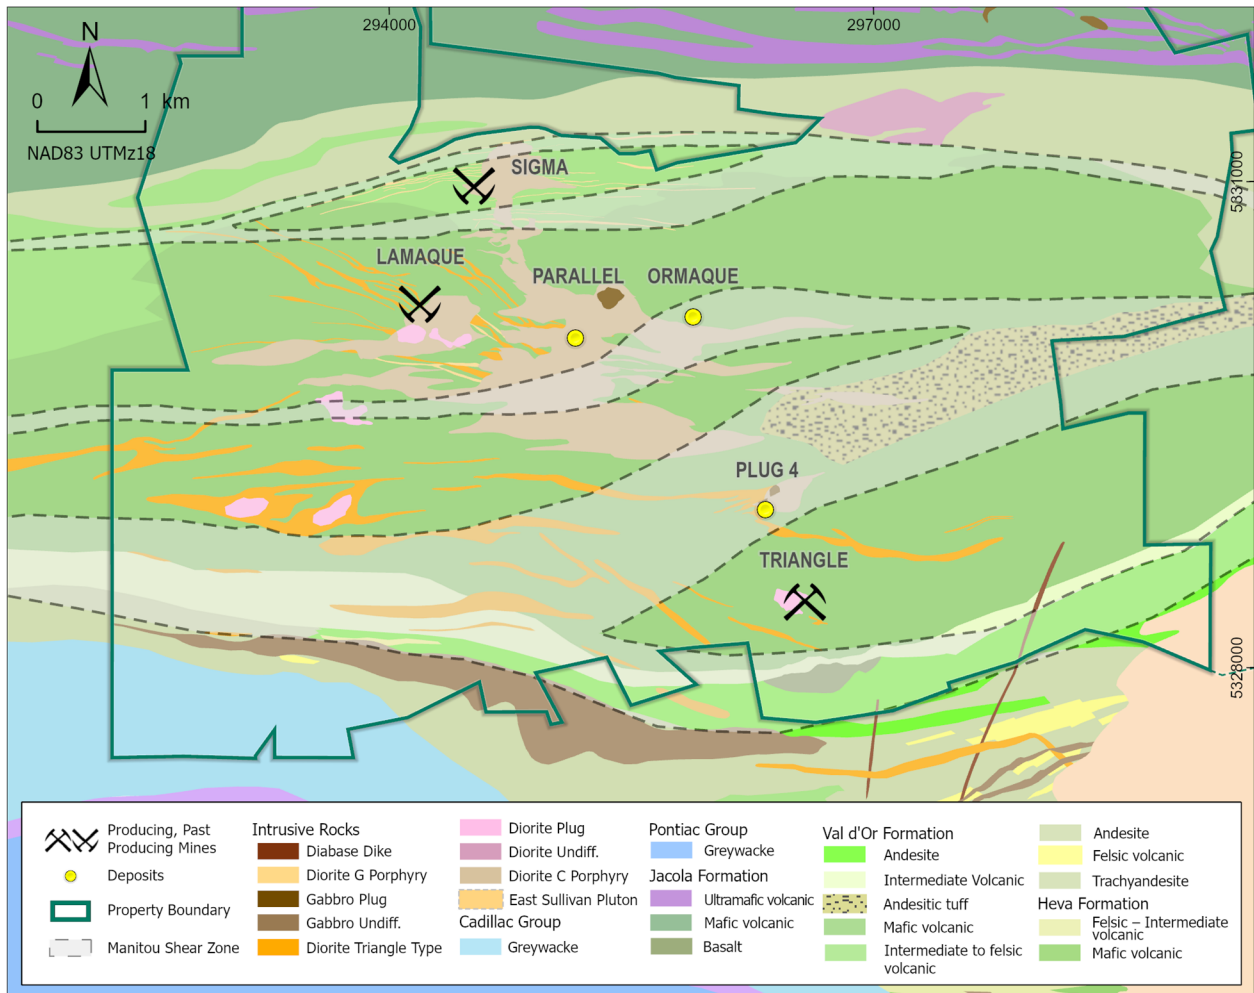 294000
297000
N
0 1 km
NAD83 UTMz18
SIGMA
5831000
LAMAQUE
PARALLEL
ORMAQUE
PLUG 4
TRIANGLE
5328000
Producing, Past
Producing Mines
Deposits
Property Boundary
Manitou Shear Zone
Intrusive Rocks
Diabase Dike
Diorite G Porphyry
Gabbro Plug
Gabbro Undiff.
Diorite Triangle Type
Diorite Plug
Diorite Undiff.
Diorite C Porphyry
East Sullivan Pluton
Cadillac Group
Greywacke
Pontiac Group
Greywacke
Jacola Formation
Ultramafic volcanic
Mafic volcanic
Basalt
Val d'Or Formation
Andesite
Intermediate Volcanic
Andesitic tuff
Mafic volcanic
Intermediate to felsic
volcanic
Andesite
Felsic volcanic
Trachyandesite
Heva Formation
Felsic – Intermediate
volcanic
Mafic volcanic